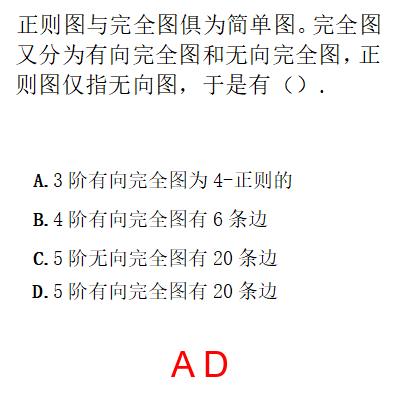 正则图与完全图俱为简单图。完全图
又分为有向完全图和无向完全图，正
则图仅指无向图，于是有（）.
A.3阶有向完全图为4-正则的
B.4阶有向完全图有6条边
C.5阶无向完全图有20条边
D.5阶有向完全图有20条边
A D